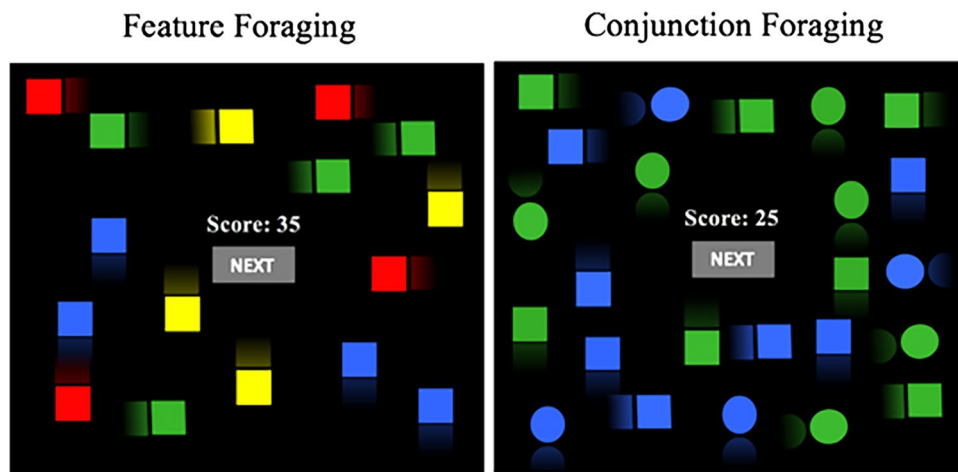 Feature Foraging
Conjunction Foraging
Score: 35
NEXT
Score: 25
NEXT